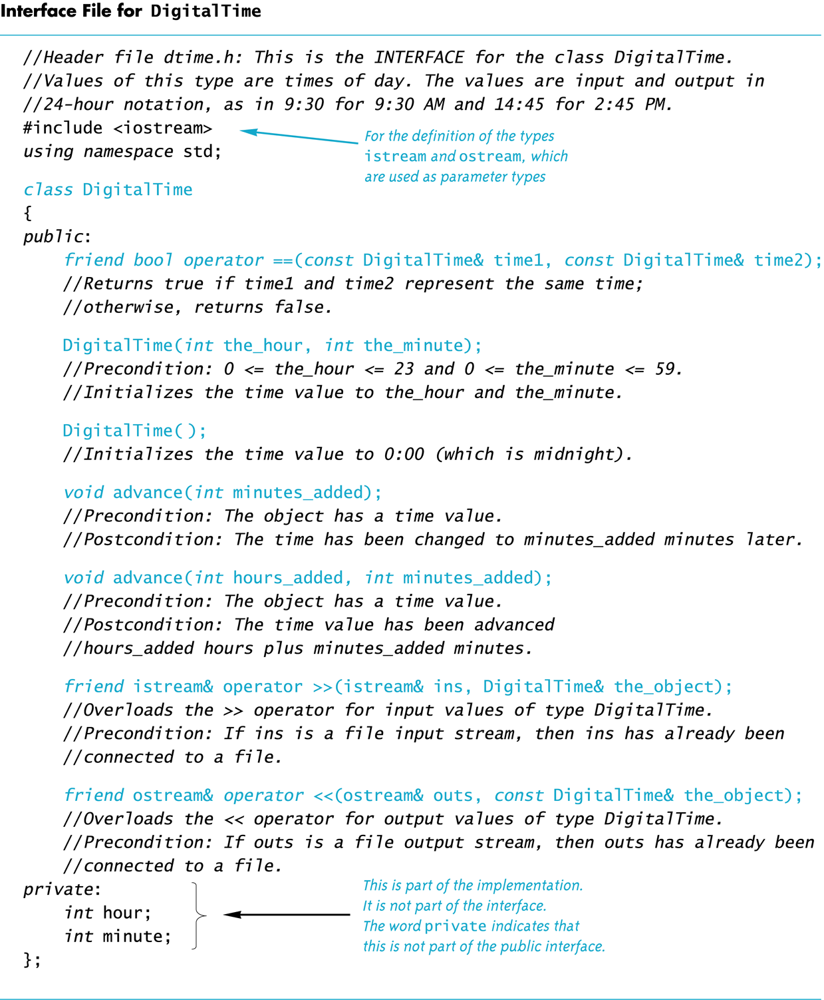 Interface File for DigitalTime
//Header file dtime.h: This is the INTERFACE for the class DigitalTime.
//Values of this type are times of day. The values are input and output in
//24-hour notation, as in 9:30 for 9:30 AM and 14:45 for 2:45 PM.
#include <iostream>
using namespace std;
For the definition of the types
istream and ostream, which
are used as parameter types
class DigitalTime
{
public:
friend bool operator ==(const DigitalTime& time1, const DigitalTime& time2);
//Returns true if time1 and time2 represent the same time;
//otherwise, returns false.
DigitalTime(int the_hour, int the_minute);
//Precondition: 0 <= the_hour <= 23 and 0 <= the_minute <= 59.
//Initializes the time value to the_hour and the_minute.
DigitalTime( );
//Initializes the time value to 0:00 (which is midnight).
void advance(int minutes_added);
//Precondition: The object has a time value.
//Postcondition: The time has been changed to minutes_added minutes later.
void advance(int hours_added, int minutes_added);
//Precondition: The object has a time value.
//Postcondition: The time value has been advanced
//hours_added hours plus minutes_added minutes.
friend istream& operator >>(istream& ins, DigitalTime& the_object);
//Overloads the >> operator for input values of type DigitalTime.
//Precondition: If ins is a file input stream, then ins has already been
//connected to a file.
friend ostream& operator <<(ostream& outs, const DigitalTime& the_object);
//Overloads the << operator for output values of type DigitalTime.
//Precondition: If outs is a file output stream, then outs has already been
//connected to a file.
private:
int hour;
int minute;
};
This is part of the implementation.
It is not part of the interface.
The word private indicates that
this is not part of the public interface.